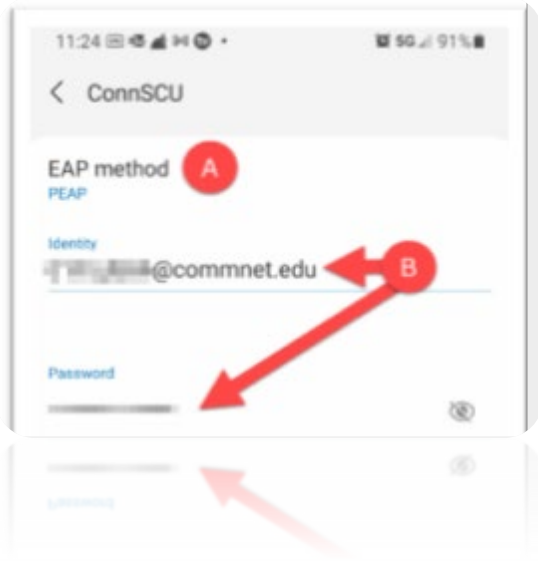 11:24
5G 91%
ConnSCU
EAP method A
PEAP
Identity
@commnet.edu B
Password